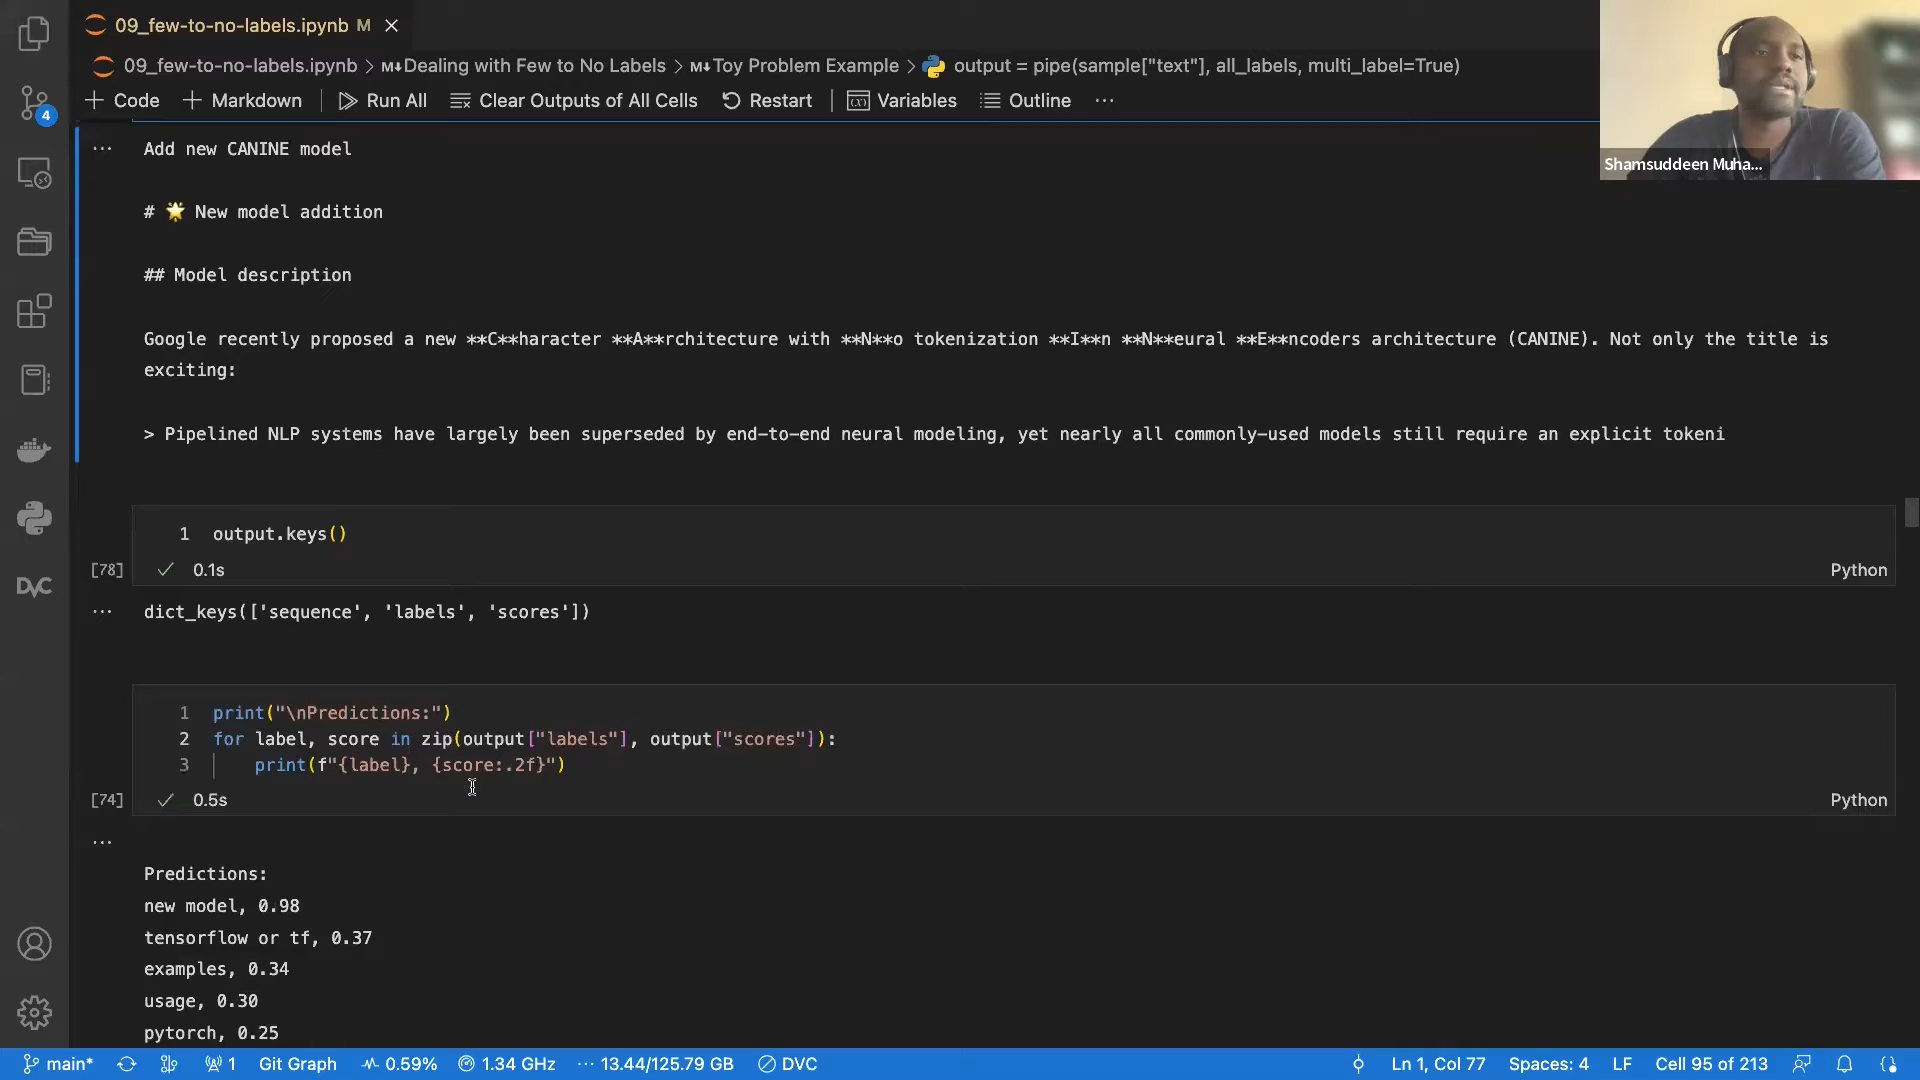 09_few-to-no-labels.ipynb M
09_few-to-no-labels.ipynb > M↓Dealing with Few to No Labels > M↓Toy Problem Example > output = pipe(sample["text"], all_labels, multi_label=True)
+ Code + Markdown Run All Clear Outputs of All Cells Restart Variables Outline ...
4
Shamsuddeen Muha...
Add new CANINE model
# 🌟 New model addition
## Model description
Google recently proposed a new **C**haracter **A**rchitecture with **N**o tokenization **I**n **N**eural **E**ncoders architecture (CANINE). Not only the title is
exciting:
> Pipelined NLP systems have largely been superseded by end-to-end neural modeling, yet nearly all commonly-used models still require an explicit tokeni
1 output.keys()
[78] ✓ 0.1s Python
dict_keys(['sequence', 'labels', 'scores'])
1 print("\nPredictions:")
2 for label, score in zip(output["labels"], output["scores"]):
3 print(f"{label}, {score:.2f}")
[74] ✓ 0.5s Python
Predictions:
new model, 0.98
tensorflow or tf, 0.37
examples, 0.34
usage, 0.30
pytorch, 0.25
DVC
main* 1 Git Graph 0.59% 1.34 GHz 13.44/125.79 GB DVC Ln 1, Col 77 Spaces: 4 LF Cell 95 of 213